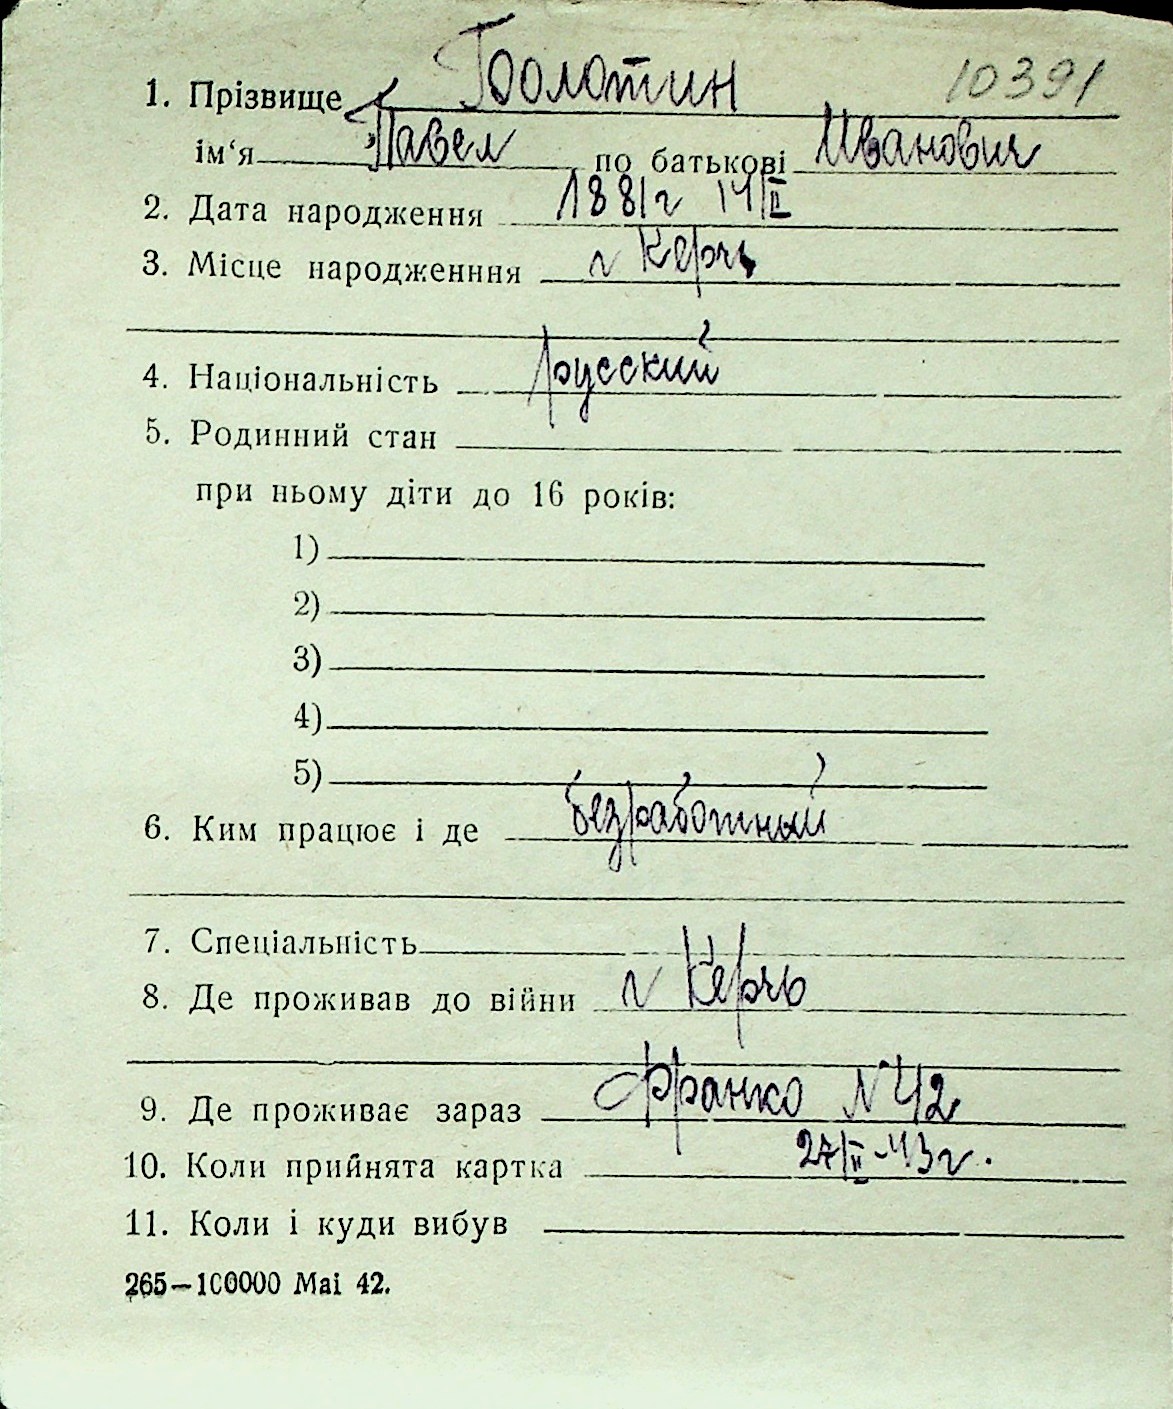 10391
1. Прізвище Болотин
ім‘я Павел по батькові Иванович
2. Дата народження 1881г 14/II
3. Місце народженння г Керчь
4. Національність русский
5. Родинний стан
при ньому діти до 16 років:
1)
2)
3)
4)
5)
6. Ким працює і де безработный
7. Спеціальність
8. Де проживав до війни г Керчь
9. Де проживає зараз Франко N 42
10. Коли прийнята картка 27/II-43г.
11. Коли і куди вибув
265—100000 Mai 42.